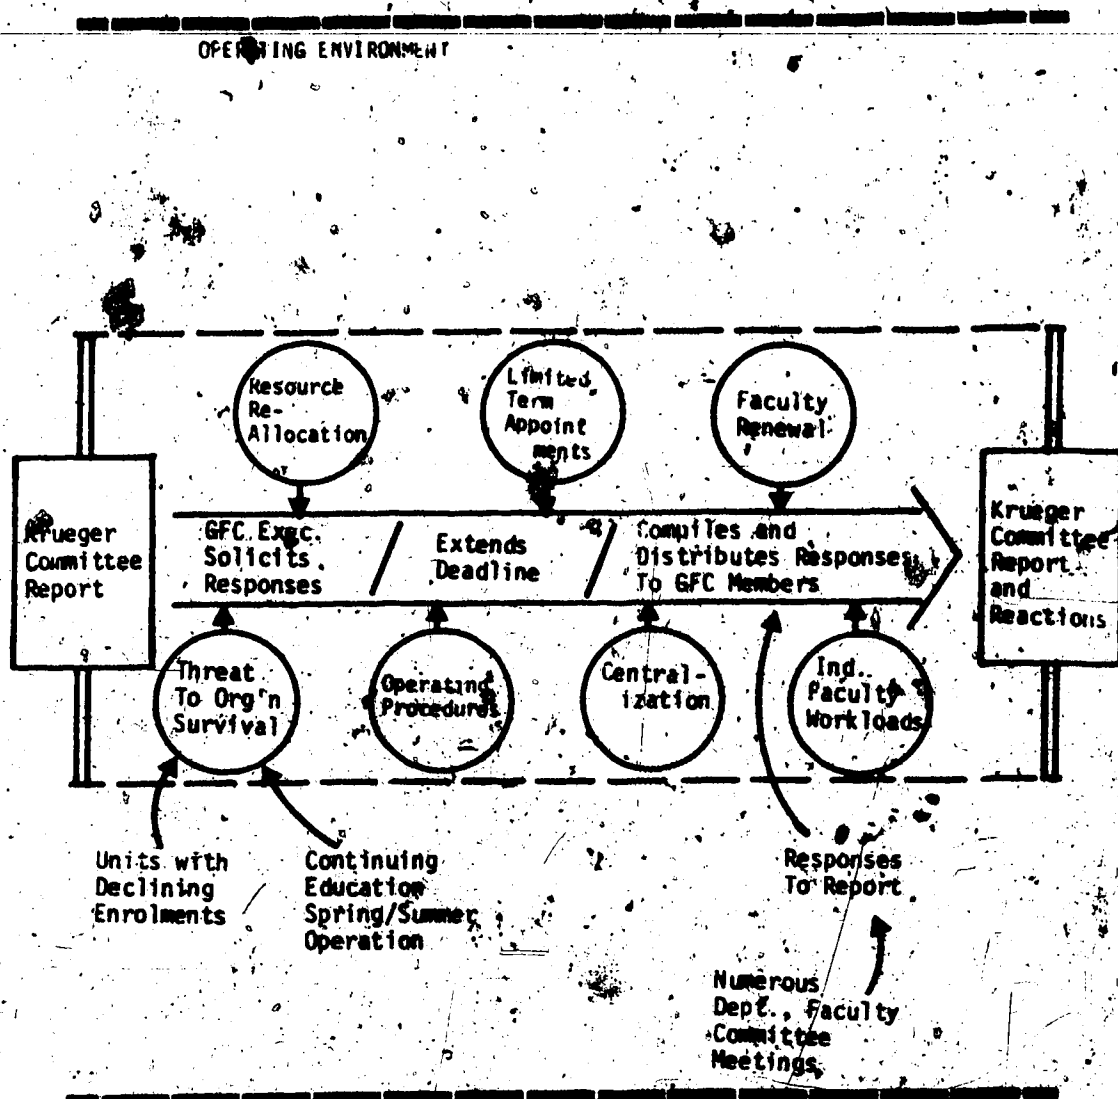 OPERATING ENVIRONMENT
Resource
Re-
Allocation
Limited
Term
Appoint
ments
Faculty
Renewal
Krueger
Committee
Report
GFC Exec.
Solicits
Responses
Extends
Deadline
Compiles and
Distributes Responses
To GFC Members
Krueger
Committee
Report
and
Reactions
Threat
To Org'n
Survival
Operating
Procedures
Central-
ization
Ind.
Faculty
Workloads
Units with
Declining
Enrolments
Continuing
Education
Spring/Summer
Operation
Responses
To Report
Numerous
Dept., Faculty
Committee
Meetings